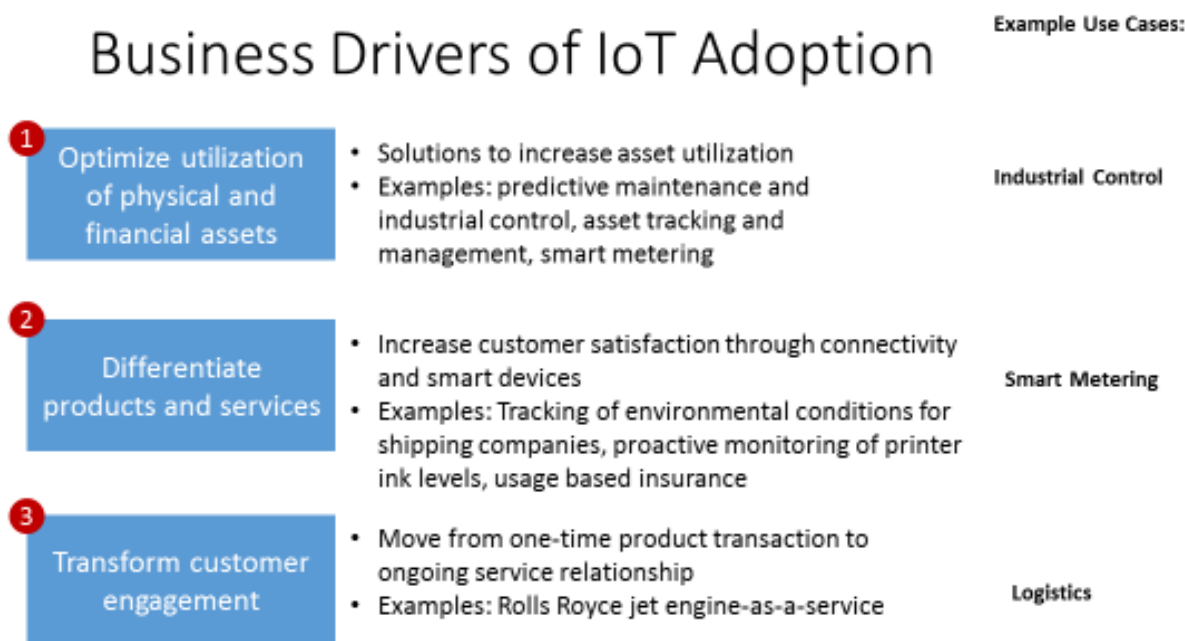 Business Drivers of IoT Adoption
Example Use Cases:
1
Optimize utilization
of physical and
financial assets
• Solutions to increase asset utilization
• Examples: predictive maintenance and
industrial control, asset tracking and
management, smart metering
Industrial Control
2
Differentiate
products and services
• Increase customer satisfaction through connectivity
and smart devices
• Examples: Tracking of environmental conditions for
shipping companies, proactive monitoring of printer
ink levels, usage based insurance
Smart Metering
3
Transform customer
engagement
• Move from one-time product transaction to
ongoing service relationship
• Examples: Rolls Royce jet engine-as-a-service
Logistics